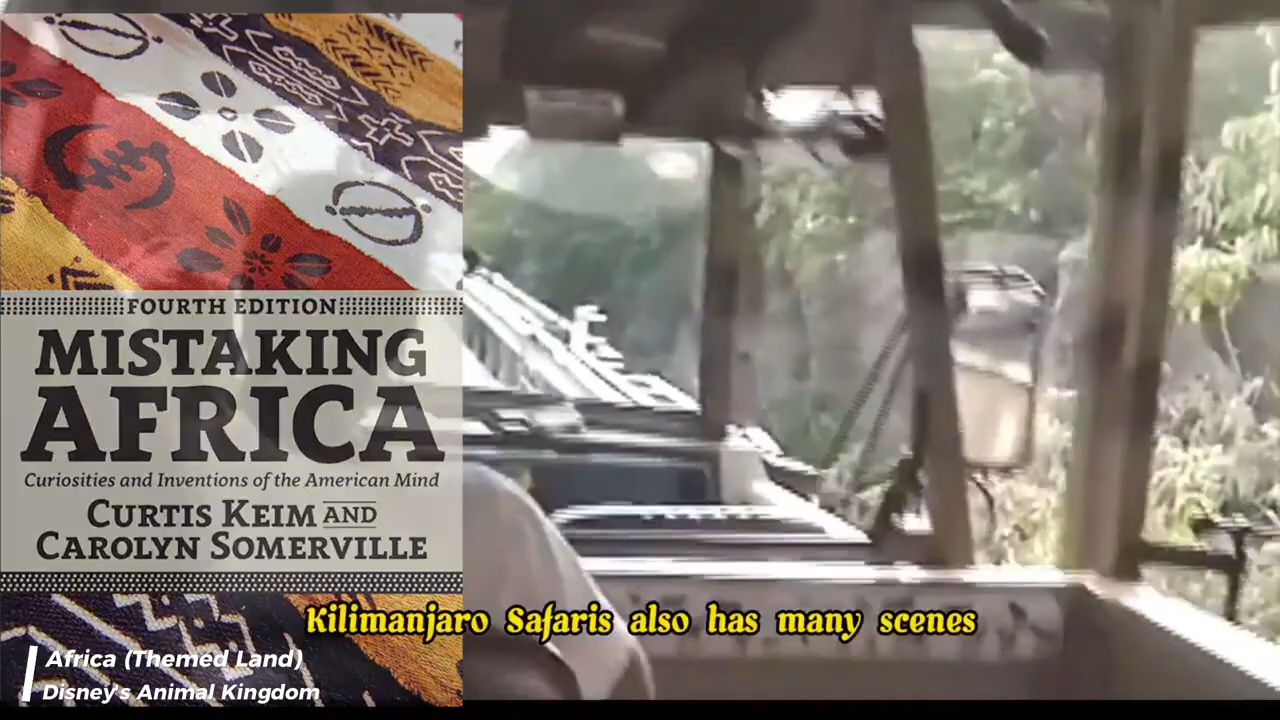 FOURTH EDITION
MISTAKING
AFRICA
Curiosities and Inventions of the American Mind
CURTIS KEIM AND
CAROLYN SOMERVILLE
Kilimanjaro Safaris also has many scenes
Africa (Themed Land)
Disney's Animal Kingdom